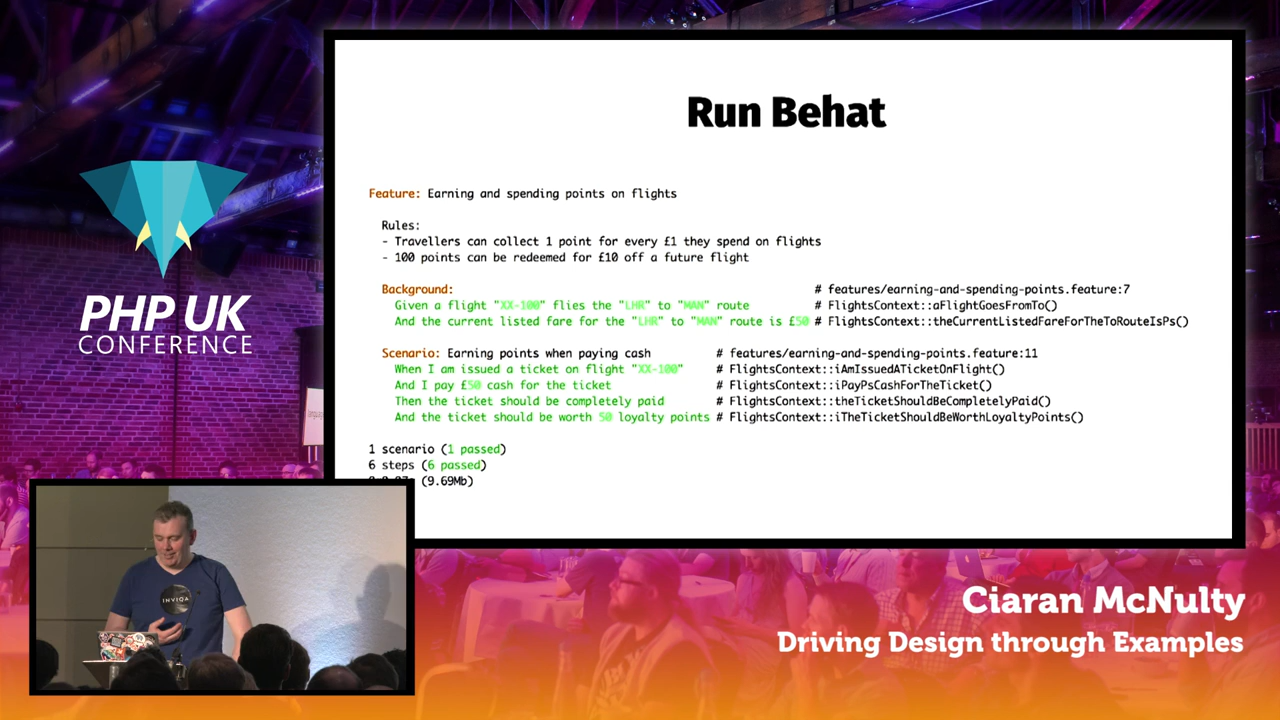 Run Behat
Feature: Earning and spending points on flights
Rules:
- Travellers can collect 1 point for every £1 they spend on flights
- 100 points can be redeemed for £10 off a future flight
Background: # features/earning-and-spending-points.feature:7
Given a flight "XX-100" flies the "LHR" to "MAN" route # FlightsContext::aFlightGoesFromTo()
And the current listed fare for the "LHR" to "MAN" route is £50 # FlightsContext::theCurrentListedFareForTheToRouteIsPs()
Scenario: Earning points when paying cash # features/earning-and-spending-points.feature:11
When I am issued a ticket on flight "XX-100" # FlightsContext::iAmIssuedATicketOnFlight()
And I pay £50 cash for the ticket # FlightsContext::iPayPsCashForTheTicket()
Then the ticket should be completely paid # FlightsContext::theTicketShouldBeCompletelyPaid()
And the ticket should be worth 50 loyalty points # FlightsContext::iTheTicketShouldBeWorthLoyaltyPoints()
1 scenario (1 passed)
6 steps (6 passed)
(9.69Mb)
PHP UK
CONFERENCE
INVIQA
Ciaran McNulty
Driving Design through Examples